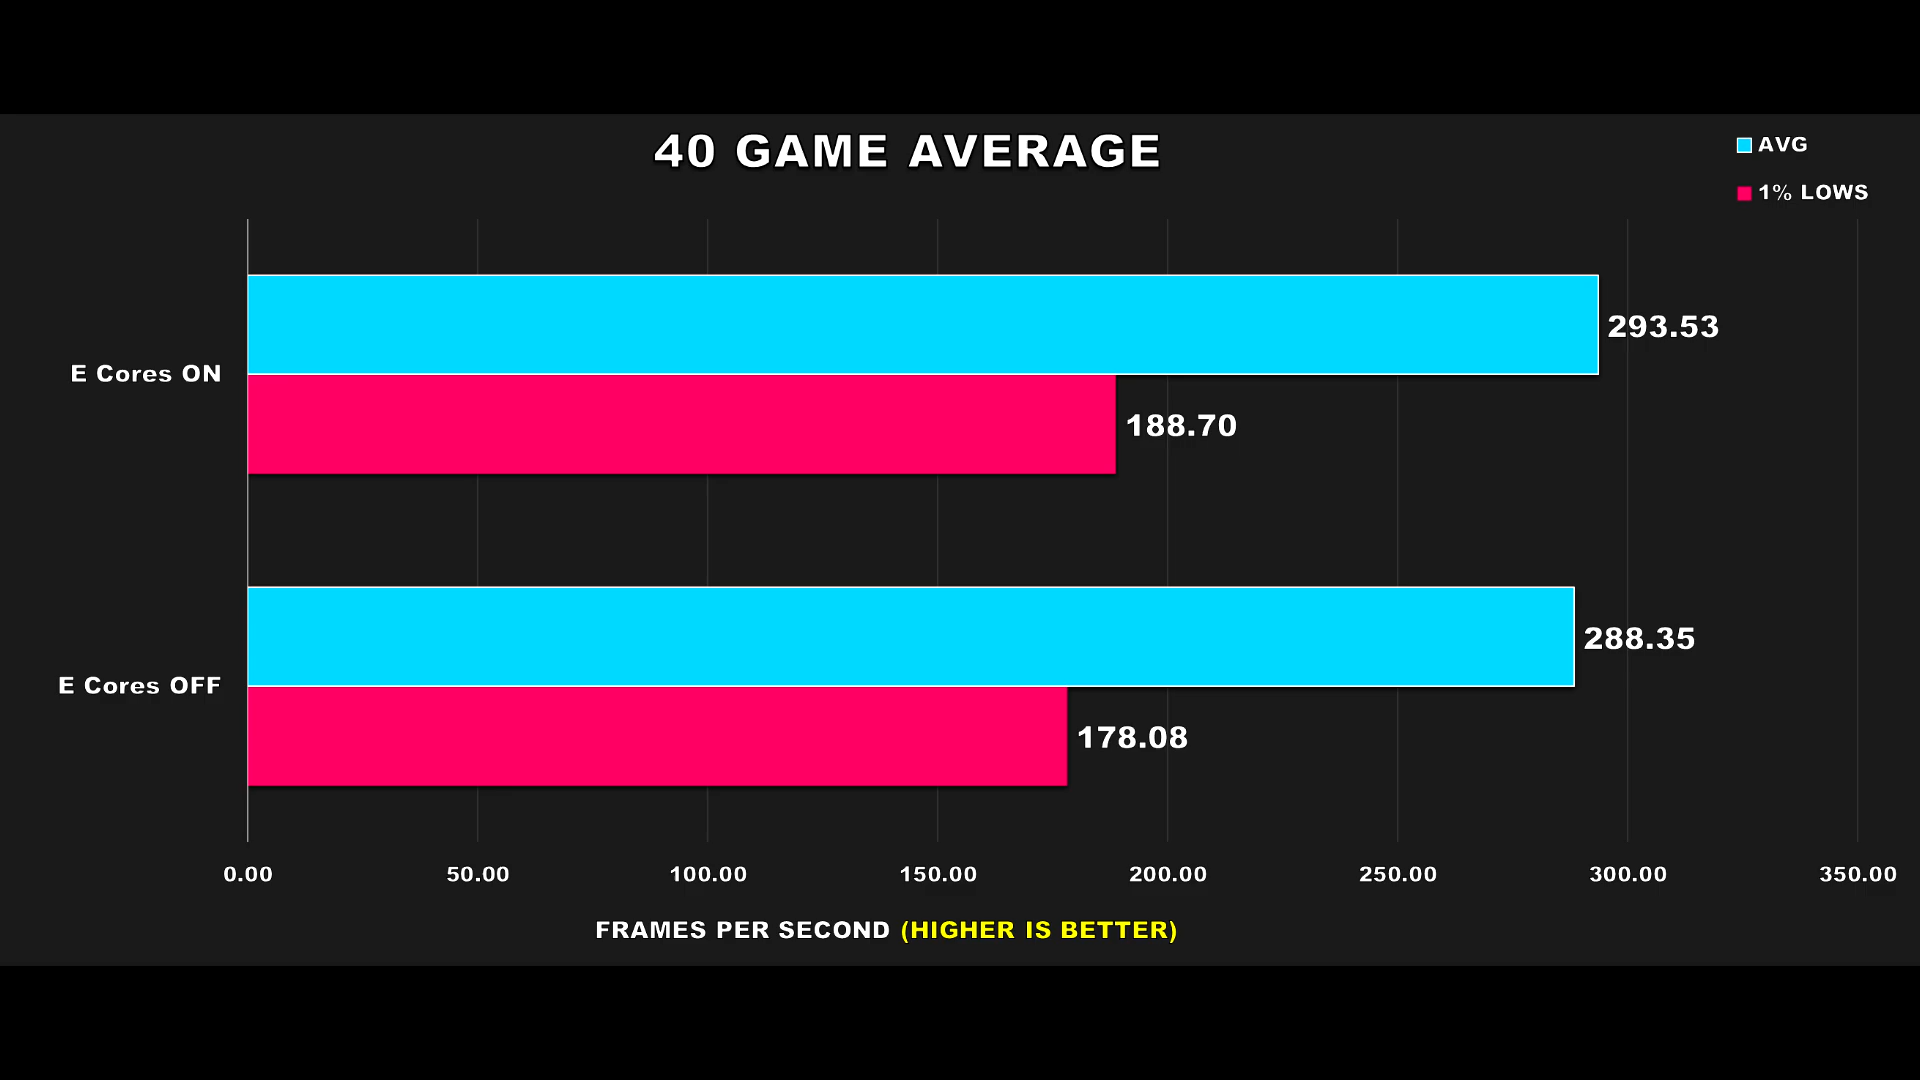 40 GAME AVERAGE
AVG
1% LOWS
E Cores ON
293.53
188.70
E Cores OFF
288.35
178.08
0.00 50.00 100.00 150.00 200.00 250.00 300.00 350.00
FRAMES PER SECOND (HIGHER IS BETTER)